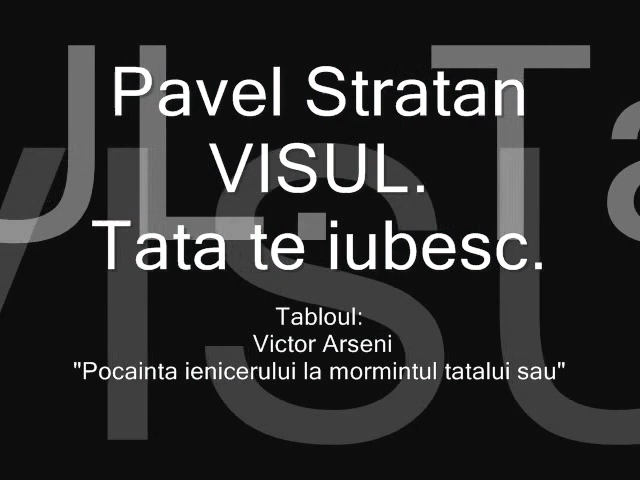 Pavel Stratan
VISUL.
Tata te iubesc.
Tabloul:
Victor Arseni
"Pocainta ienicerului la mormintul tatalui sau"